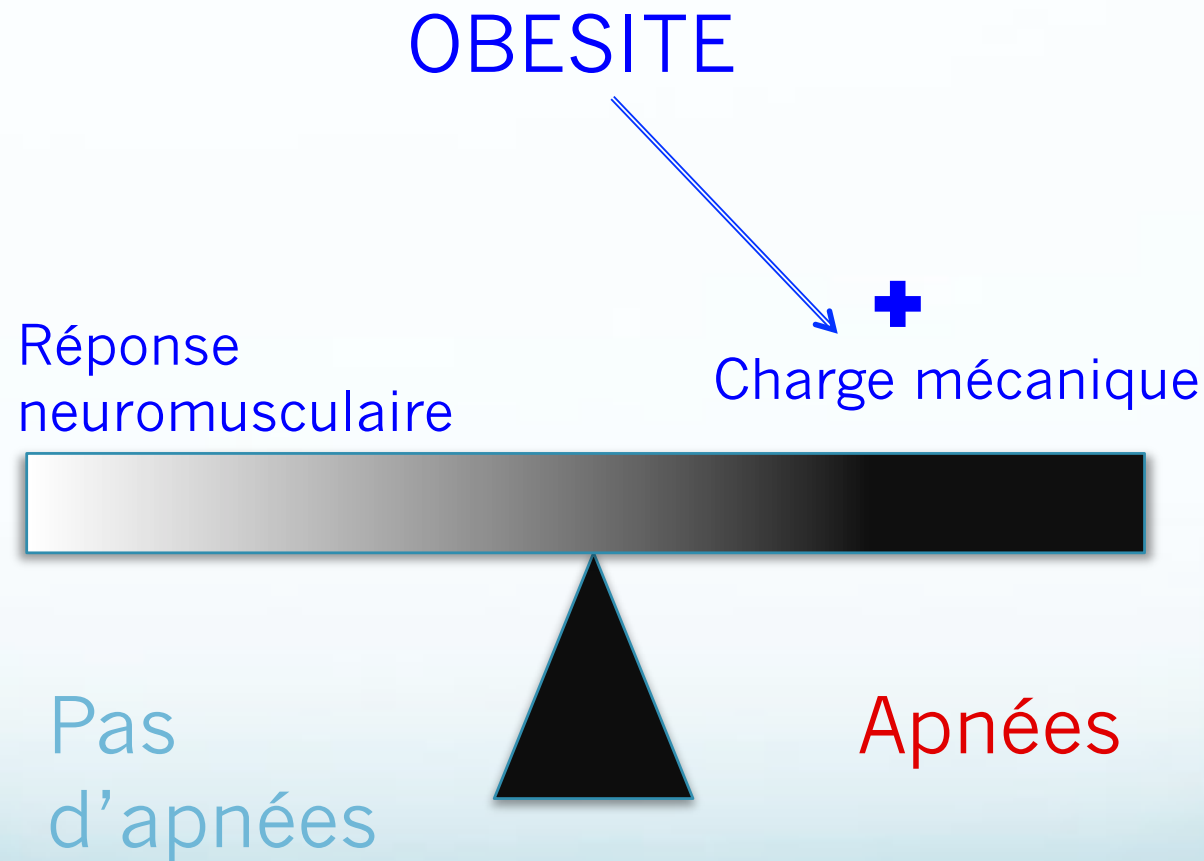 OBESITE
Réponse
neuromusculaire
Charge mécanique
Pas
d’apnées
Apnées